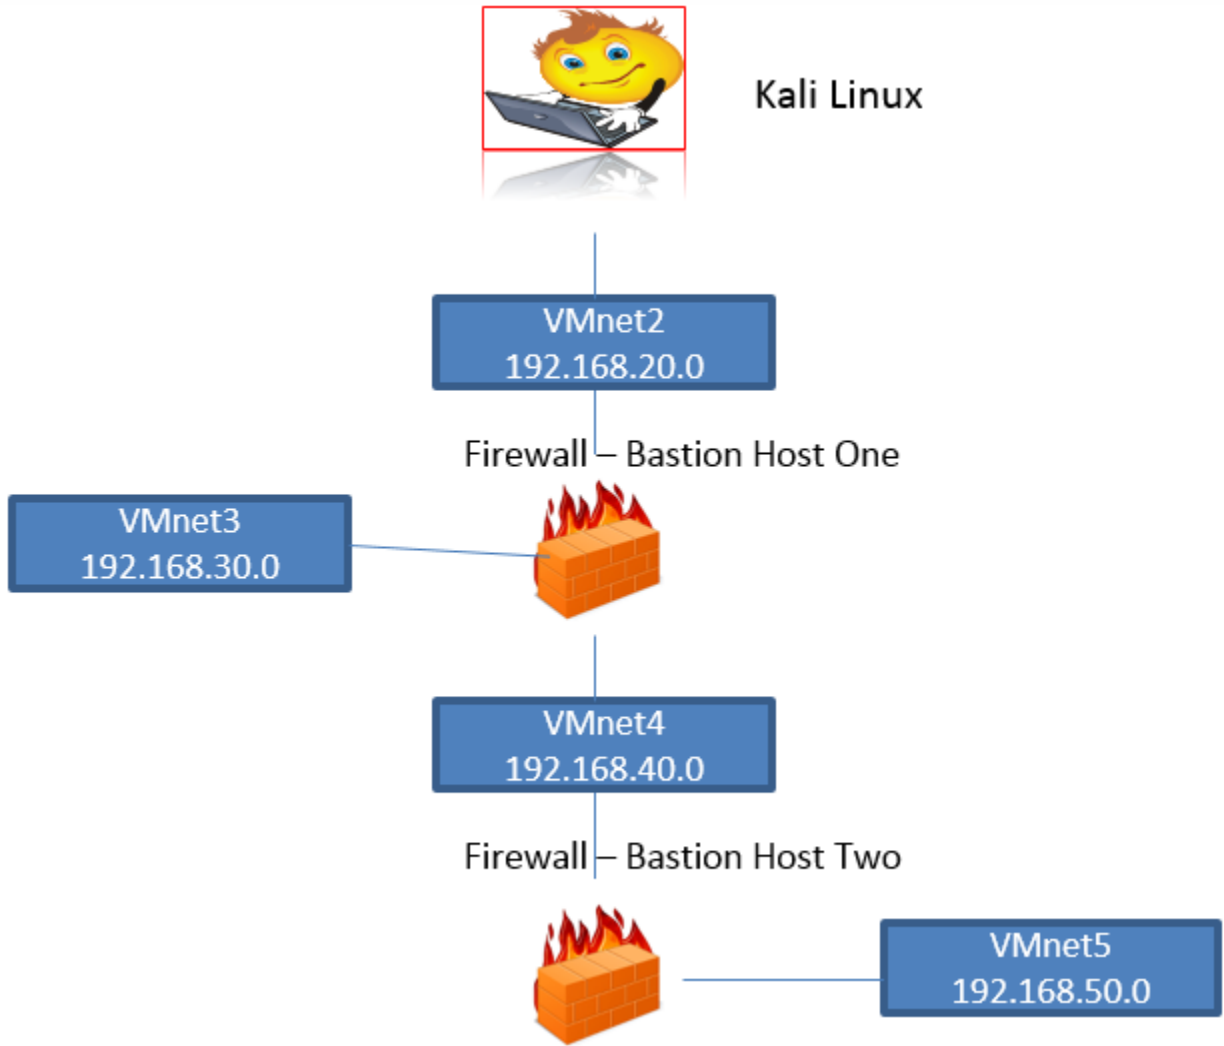 Kali Linux
VMnet2
192.168.20.0
Firewall – Bastion Host One
VMnet3
192.168.30.0
VMnet4
192.168.40.0
Firewall – Bastion Host Two
VMnet5
192.168.50.0